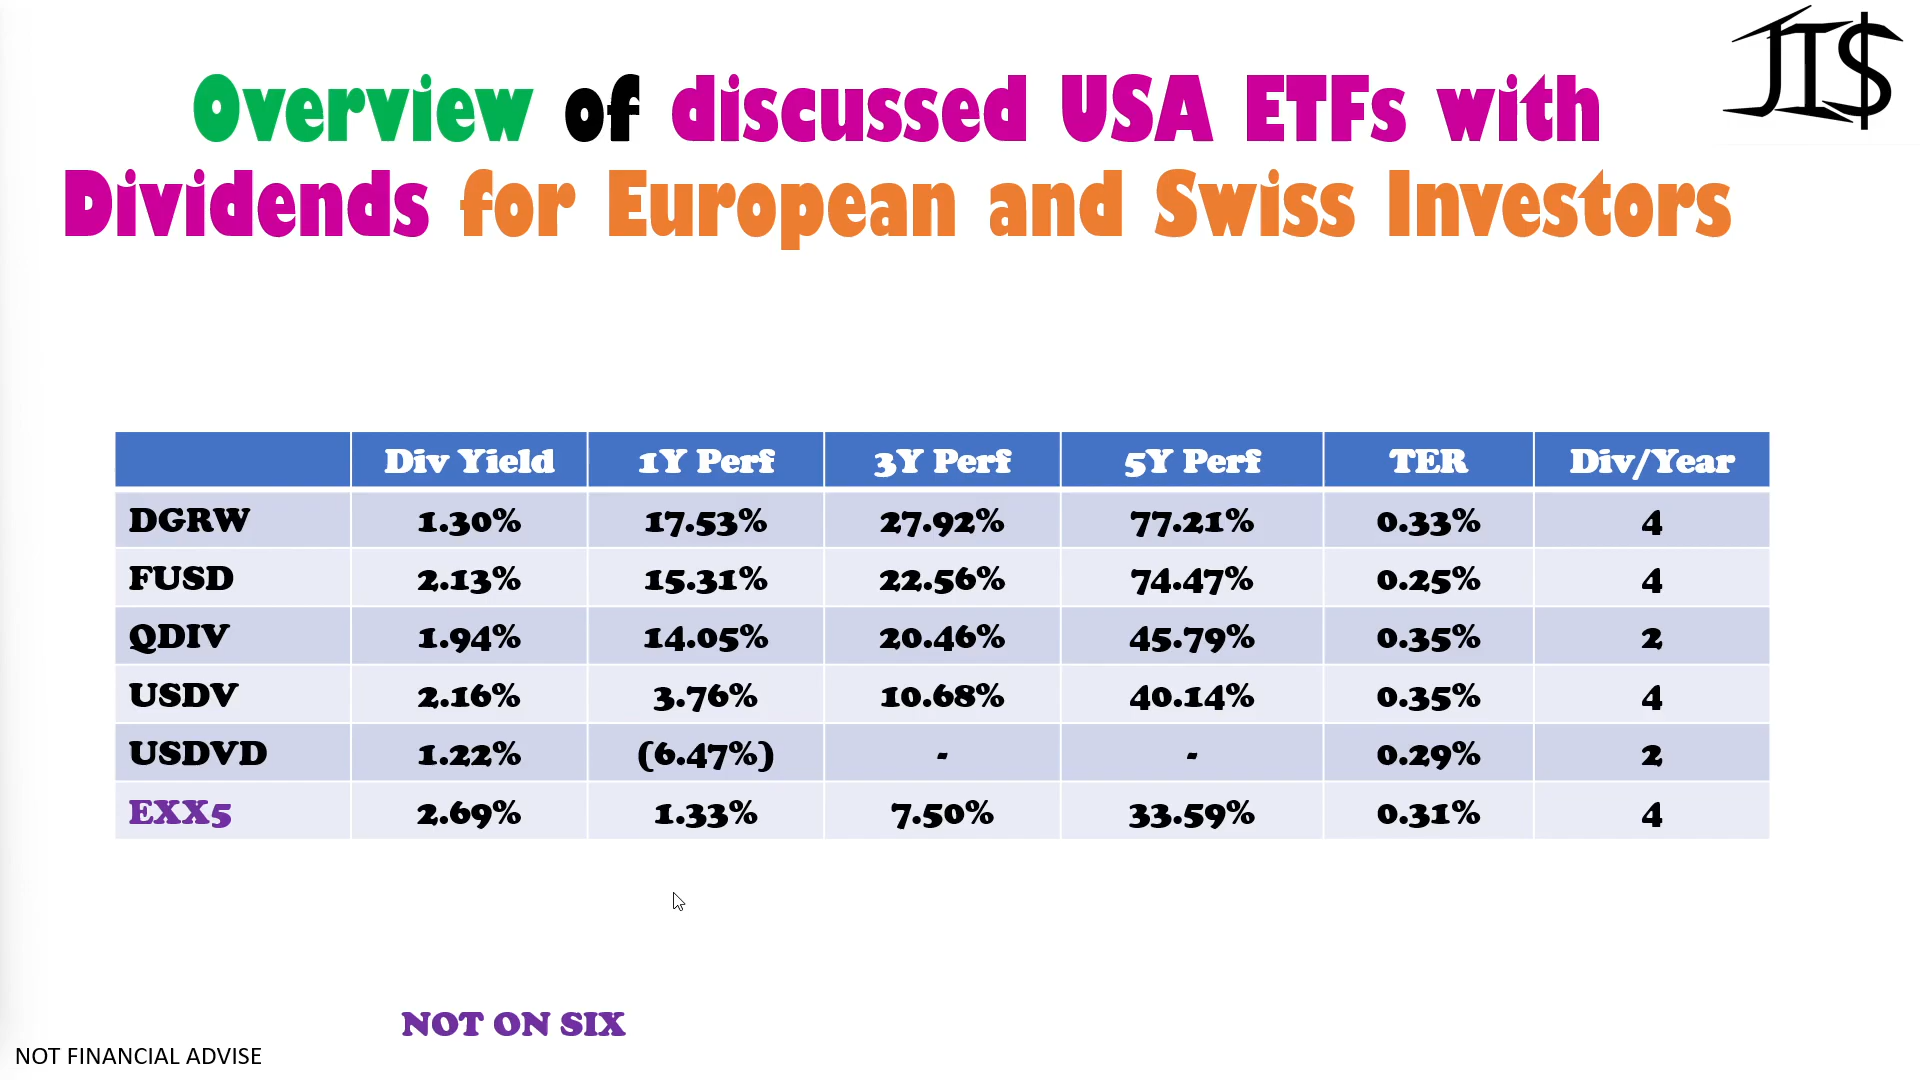 JI$
Overview of discussed USA ETFs with
Dividends for European and Swiss Investors
Div Yield 1Y Perf 3Y Perf 5Y Perf TER Div/Year
DGRW 1.30% 17.53% 27.92% 77.21% 0.33% 4
FUSD 2.13% 15.31% 22.56% 74.47% 0.25% 4
QDIV 1.94% 14.05% 20.46% 45.79% 0.35% 2
USDV 2.16% 3.76% 10.68% 40.14% 0.35% 4
USDVD 1.22% (6.47%) - - 0.29% 2
EXX5 2.69% 1.33% 7.50% 33.59% 0.31% 4
NOT ON SIX
NOT FINANCIAL ADVISE